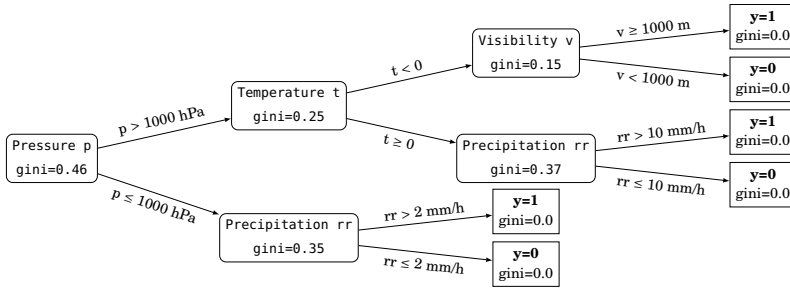 Pressure p
gini=0.46
p > 1000 hPa
p ≤ 1000 hPa
Temperature t
gini=0.25
t < 0
t ≥ 0
Visibility v
gini=0.15
v ≥ 1000 m
v < 1000 m
y=1
gini=0.0
y=0
gini=0.0
Precipitation rr
gini=0.37
rr > 10 mm/h
rr ≤ 10 mm/h
y=1
gini=0.0
y=0
gini=0.0
Precipitation rr
gini=0.35
rr > 2 mm/h
rr ≤ 2 mm/h
y=1
gini=0.0
y=0
gini=0.0